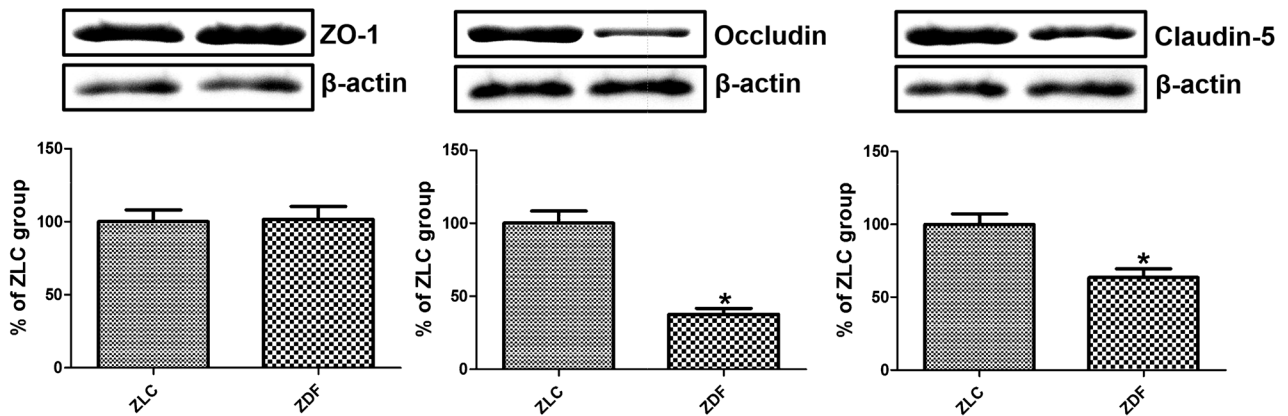 ZO-1
β-actin
% of ZLC group
150
100
50
0
ZLC
ZDF
Occludin
β-actin
% of ZLC group
150
100
50
0
*
ZLC
ZDF
Claudin-5
β-actin
% of ZLC group
150
100
50
0
*
ZLC
ZDF